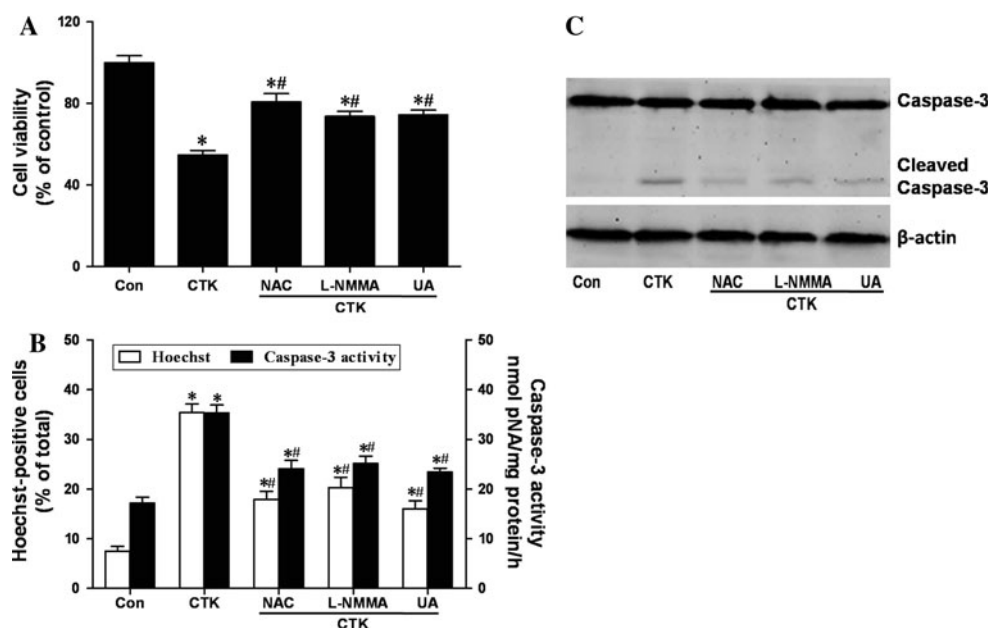 A
120
80
40
0
Cell viability
(% of control)
*
*#
*#
*#
Con
CTK
NAC
L-NMMA
UA
CTK
B
50
40
30
20
10
0
Hoechst-positive cells
(% of total)
Hoechst
Caspase-3 activity
*
*
*#
*#
*#
*#
*#
*#
50
40
30
20
10
0
Caspase-3 activity
nmol pNA/mg protein/h
Con
CTK
NAC
L-NMMA
UA
CTK
C
Caspase-3
Cleaved
Caspase-3
β-actin
Con
CTK
NAC
L-NMMA
UA
CTK